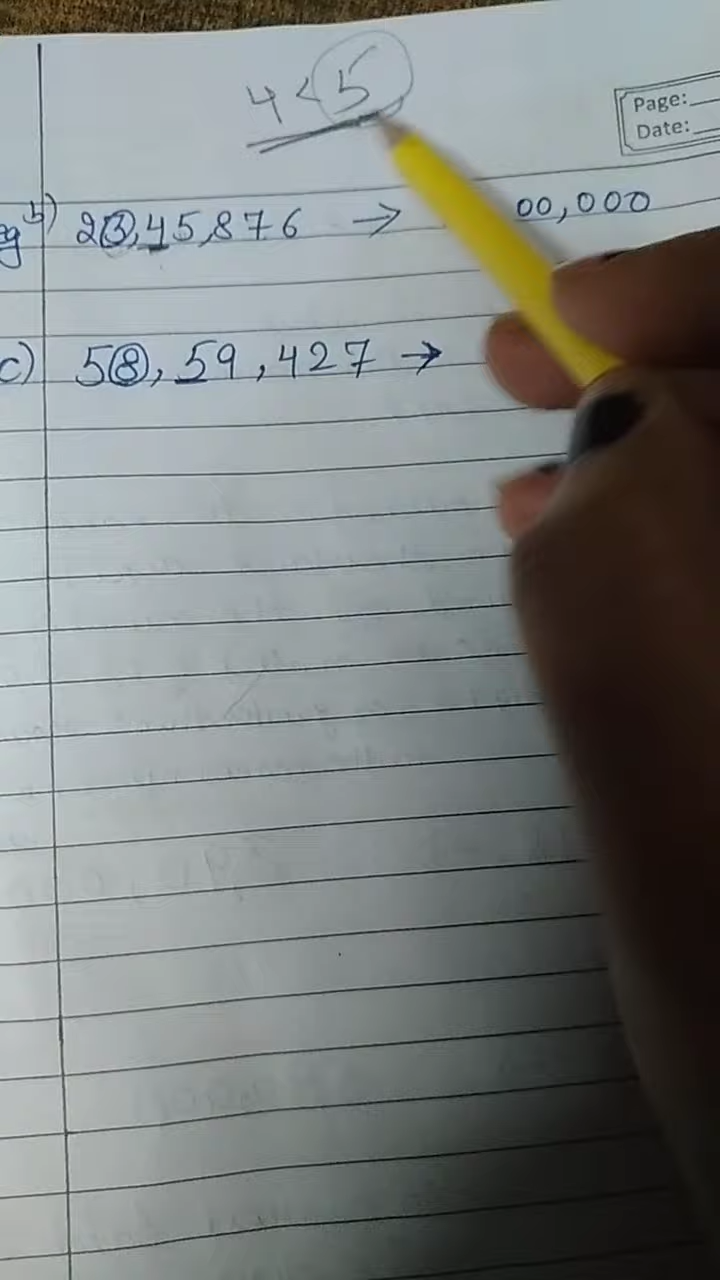 4 < 5
Page:
Date:
b) 23,45,876 → 00,000
c) 58,59,427 →